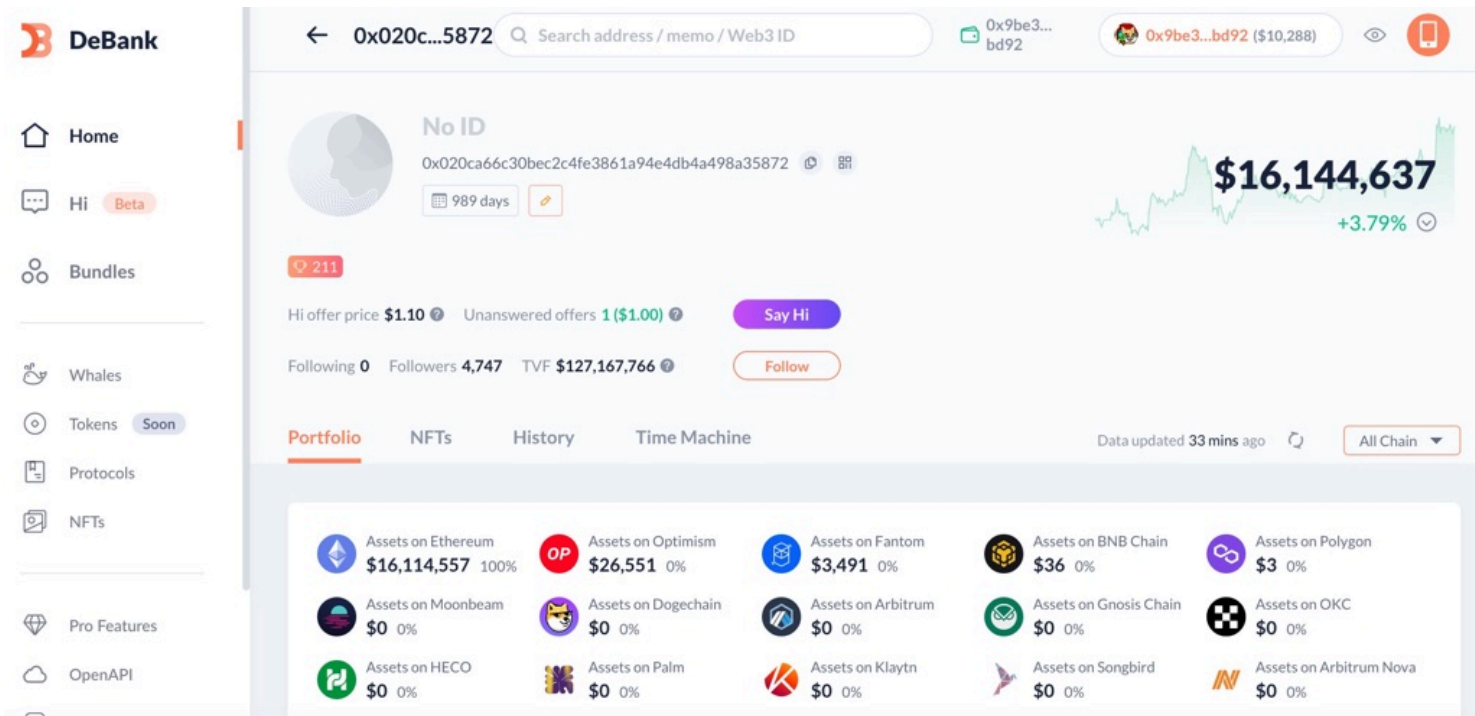 DeBank
0x020c...5872
Search address / memo / Web3 ID
0x9be3...
bd92
0x9be3...bd92 ($10,288)
Home
Hi Beta
Bundles
Whales
Tokens Soon
Protocols
NFTs
Pro Features
OpenAPI
No ID
0x020ca66c30bec2c4fe3861a94e4db4a498a35872
989 days
$16,144,637
+3.79%
211
Hi offer price $1.10 ? Unanswered offers 1 ($1.00) ? Say Hi
Following 0 Followers 4,747 TVF $127,167,766 ? Follow
Portfolio NFTs History Time Machine
Data updated 33 mins ago All Chain
Assets on Ethereum
$16,114,557 100%
OP
Assets on Optimism
$26,551 0%
Assets on Fantom
$3,491 0%
Assets on BNB Chain
$36 0%
Assets on Polygon
$3 0%
Assets on Moonbeam
$0 0%
Assets on Dogechain
$0 0%
Assets on Arbitrum
$0 0%
Assets on Gnosis Chain
$0 0%
Assets on OKC
$0 0%
Assets on HECO
$0 0%
Assets on Palm
$0 0%
Assets on Klaytn
$0 0%
Assets on Songbird
$0 0%
Assets on Arbitrum Nova
$0 0%